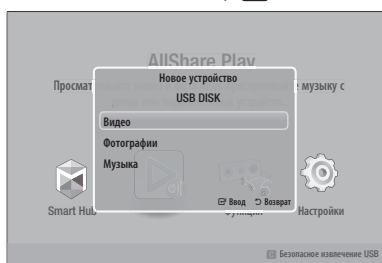 AllShare Play
Новое устройство
Просмат е музыку с
USB DISK
Видео
Фотографии
Музыка
Ввод Возврат
Smart Hub Функции Настройки
Безопасное извлечение USB